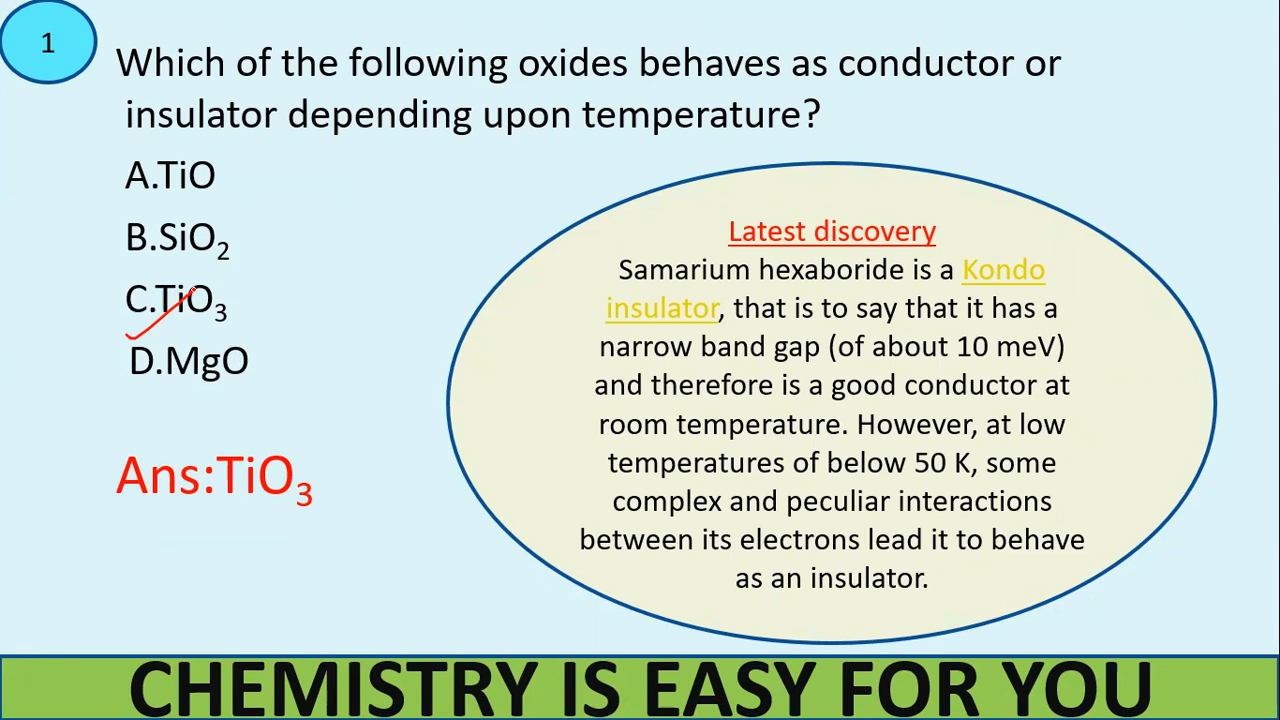 1
Which of the following oxides behaves as conductor or
insulator depending upon temperature?
A.TiO
B.SiO₂
C.TiO₃
D.MgO
Ans:TiO₃
Latest discovery
Samarium hexaboride is a Kondo
insulator, that is to say that it has a
narrow band gap (of about 10 meV)
and therefore is a good conductor at
room temperature. However, at low
temperatures of below 50 K, some
complex and peculiar interactions
between its electrons lead it to behave
as an insulator.
CHEMISTRY IS EASY FOR YOU